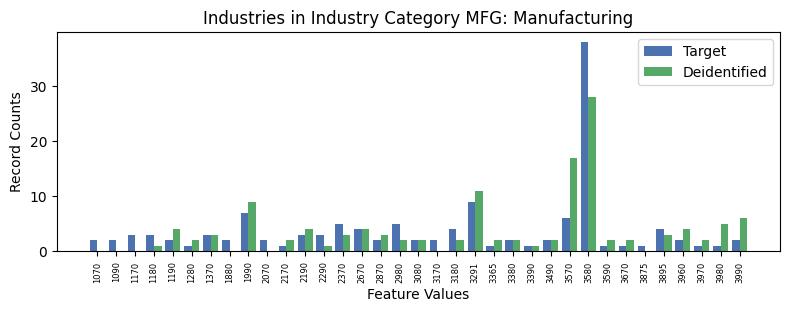 Industries in Industry Category MFG: Manufacturing
Target
Deidentified
Record Counts
30
20
10
0
1070 1090 1170 1180 1190 1280 1370 1880 1990 2070 2170 2190 2290 2370 2670 2870 2980 3080 3170 3180 3291 3365 3380 3390 3490 3570 3580 3590 3670 3875 3895 3960 3970 3980 3990
Feature Values